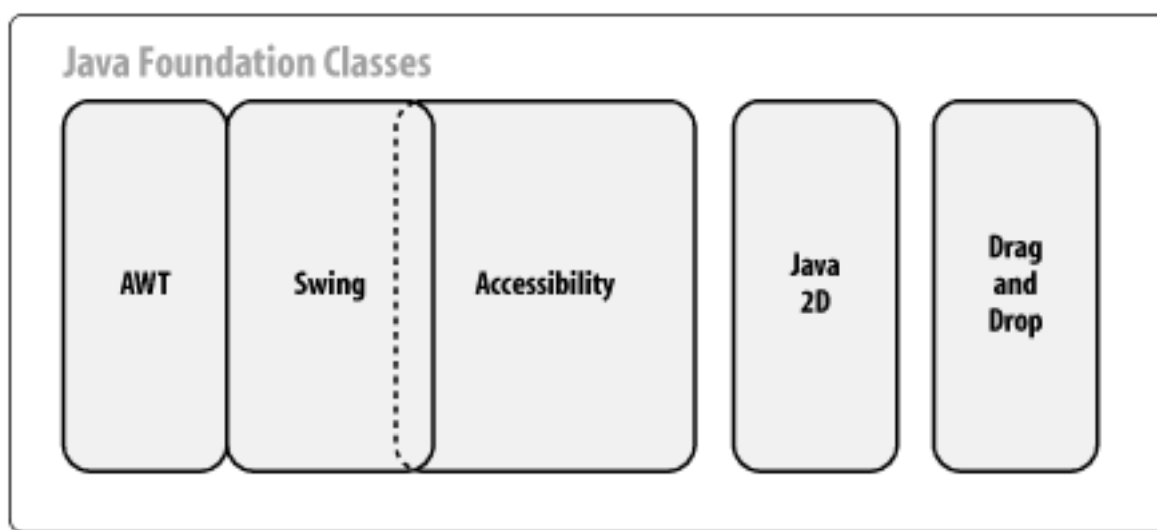 Java Foundation Classes
AWT
Swing
Accessibility
Java
2D
Drag
and
Drop